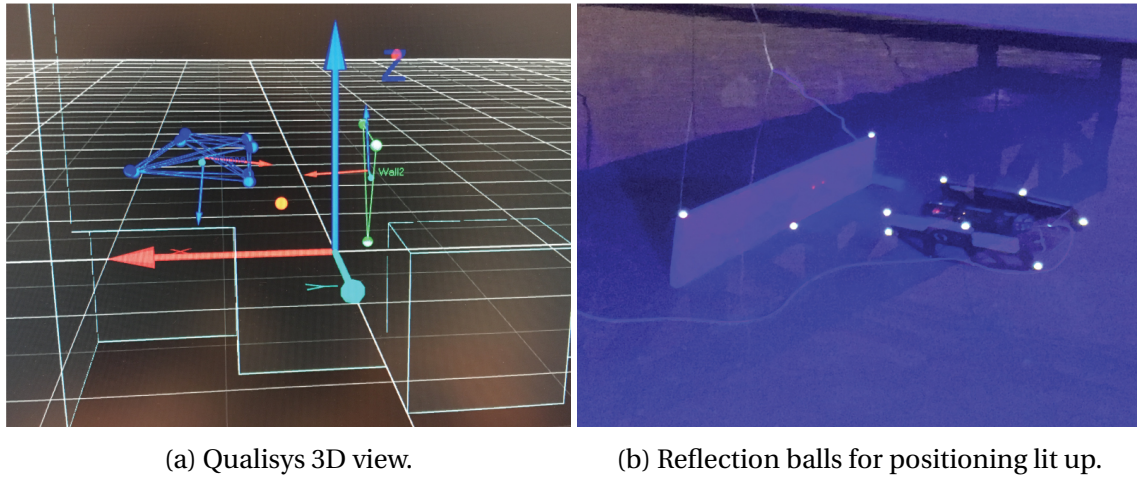 Z
Wall2
X
Y
(a) Qualisys 3D view.
(b) Reflection balls for positioning lit up.